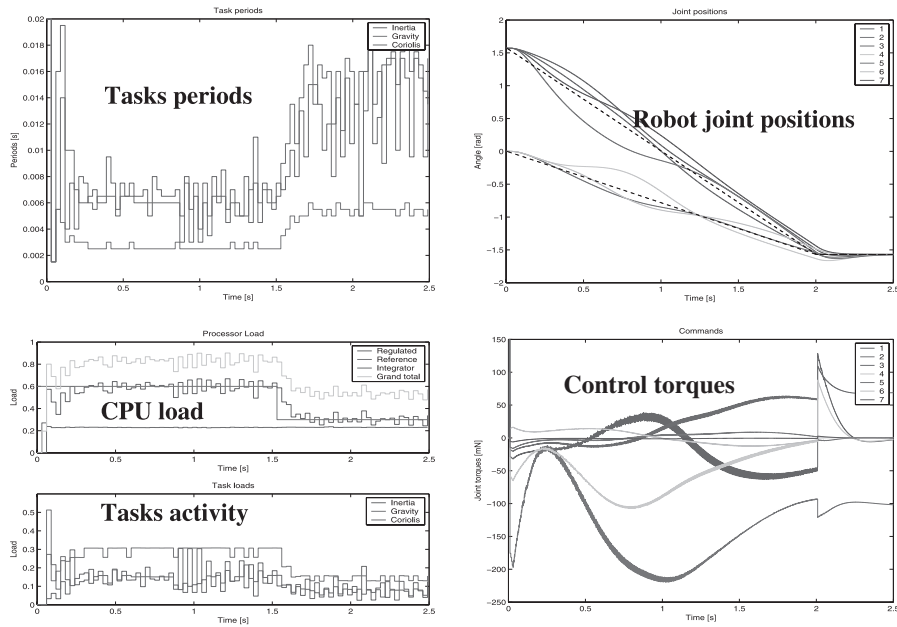 Task periods
0.02
0.018
0.016
0.014
0.012
0.01
0.008
0.006
0.004
0.002
0
Periods [s]
Inertia
Gravity
Coriolis
Tasks periods
0 0.5 1 1.5 2 2.5
Time [s]
Joint positions
2
1.5
1
0.5
0
−0.5
−1
−1.5
−2
Angle [rad]
1
2
3
4
5
6
7
Robot joint positions
0 0.5 1 1.5 2 2.5
Time [s]
Processor Load
1
0.8
0.6
0.4
0.2
0
Load
Regulated
Reference
Integrator
Grand total
CPU load
0 0.5 1 1.5 2 2.5
Time [s]
Task loads
0.5
0.4
0.3
0.2
0.1
0
Load
Inertia
Gravity
Coriolis
Tasks activity
0 0.5 1 1.5 2 2.5
Time [s]
Commands
150
100
50
0
−50
−100
−150
−200
−250
Joint torques [mN]
1
2
3
4
5
6
7
Control torques
0 0.5 1 1.5 2 2.5
Time [s]